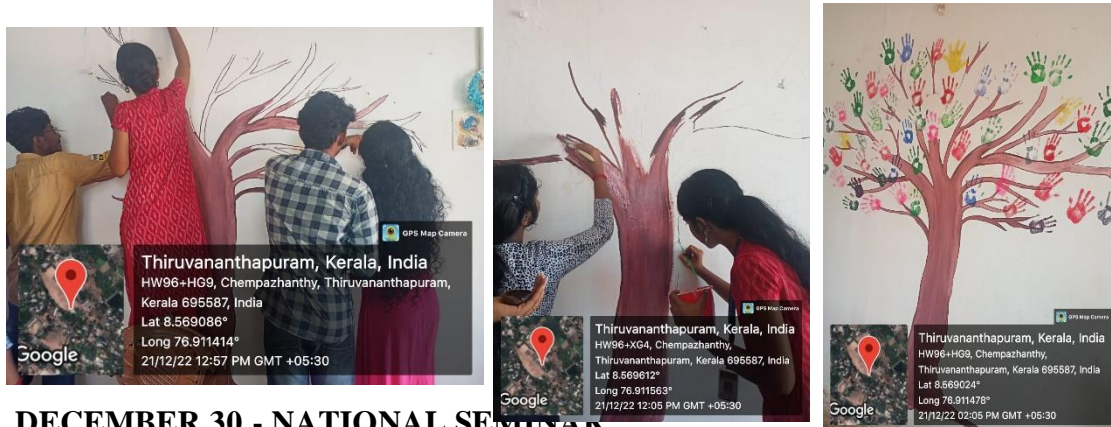 GPS Map Camera
Thiruvananthapuram, Kerala, India
HW96+HG9, Chempazhanthy, Thiruvananthapuram,
Kerala 695587, India
Lat 8.569086°
Long 76.911414°
21/12/22 12:57 PM GMT +05:30
Google
GPS Map Camera
Thiruvananthapuram, Kerala, India
HW96+XG4, Chempazhanthy,
Thiruvananthapuram, Kerala 695587, India
Lat 8.569612°
Long 76.911563°
21/12/22 12:05 PM GMT +05:30
Google
GPS Map Camera
Thiruvananthapuram, Kerala, India
HW96+HG9, Chempazhanthy,
Thiruvananthapuram, Kerala 695587, India
Lat 8.569024°
Long 76.911478°
21/12/22 02:05 PM GMT +05:30
Google
DECEMBER 30 - NATIONAL SEMINAR